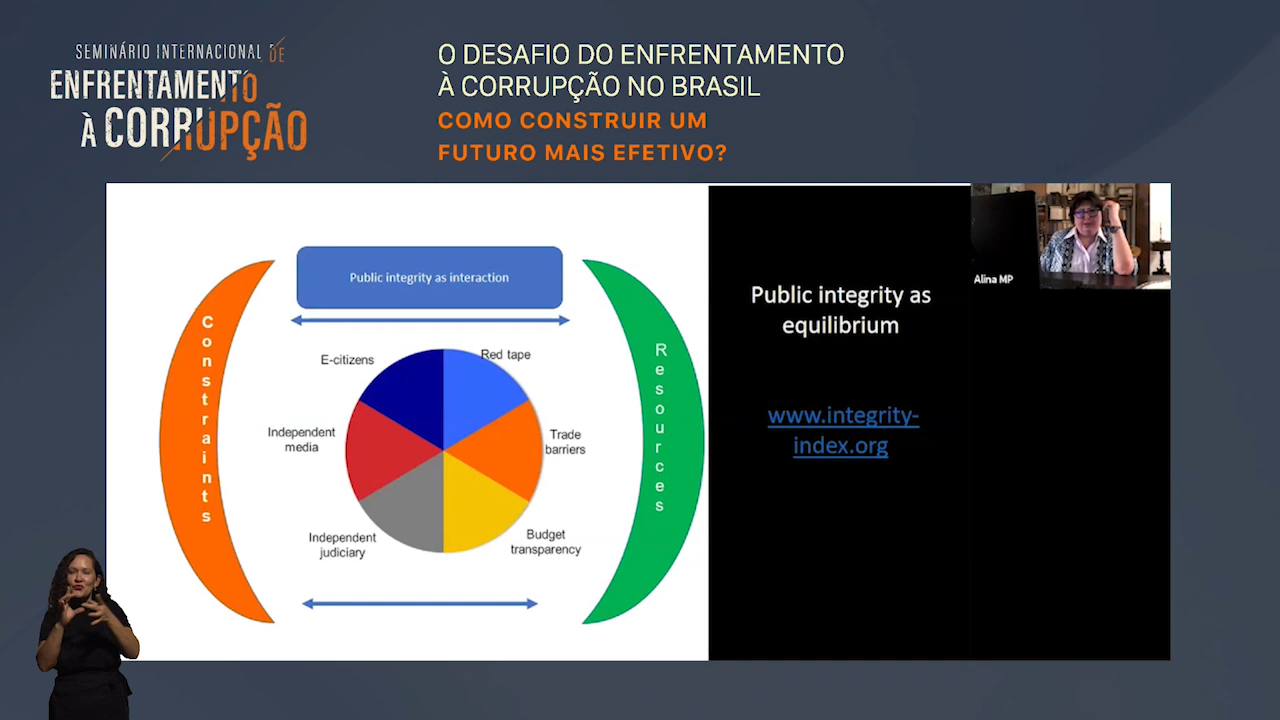 SEMINÁRIO INTERNACIONAL DE
ENFRENTAMENTO
À CORRUPÇÃO
O DESAFIO DO ENFRENTAMENTO
À CORRUPÇÃO NO BRASIL
COMO CONSTRUIR UM
FUTURO MAIS EFETIVO?
Public integrity as interaction
Constraints
E-citizens
Red tape
Independent
media
Trade
barriers
Independent
judiciary
Budget
transparency
Resources
Public integrity as
equilibrium
www.integrity-
index.org
Alina MP